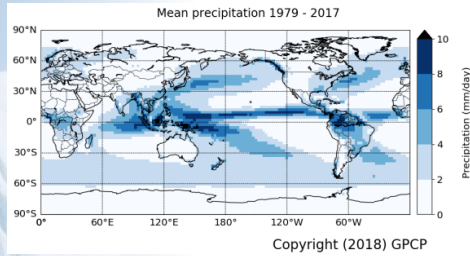 Mean precipitation 1979 - 2017
90°N
60°N
30°N
0°
30°S
60°S
90°S
0°
60°E
120°E
180°
120°W
60°W
10
8
6
4
2
0
Precipitation (mm/day)
Copyright (2018) GPCP